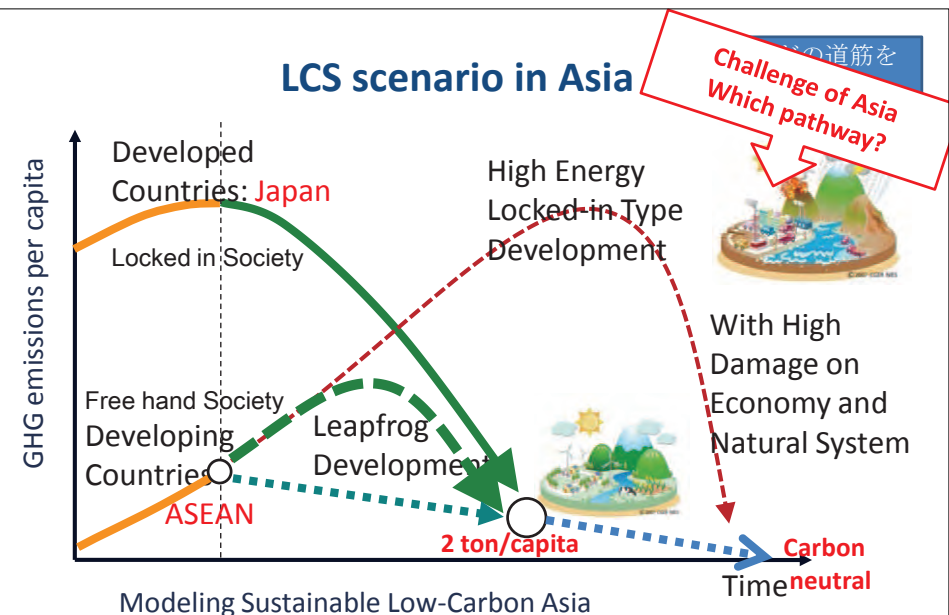 LCS scenario in Asia
の道筋を
Challenge of Asia
Which pathway?
GHG emissions per capita
Developed
Countries: Japan
Locked in Society
High Energy
Locked-in Type
Development
With High
Damage on
Economy and
Natural System
Free hand Society
Developing
Countries
ASEAN
Leapfrog
Development
2 ton/capita
Carbon
neutral
Time
Modeling Sustainable Low-Carbon Asia